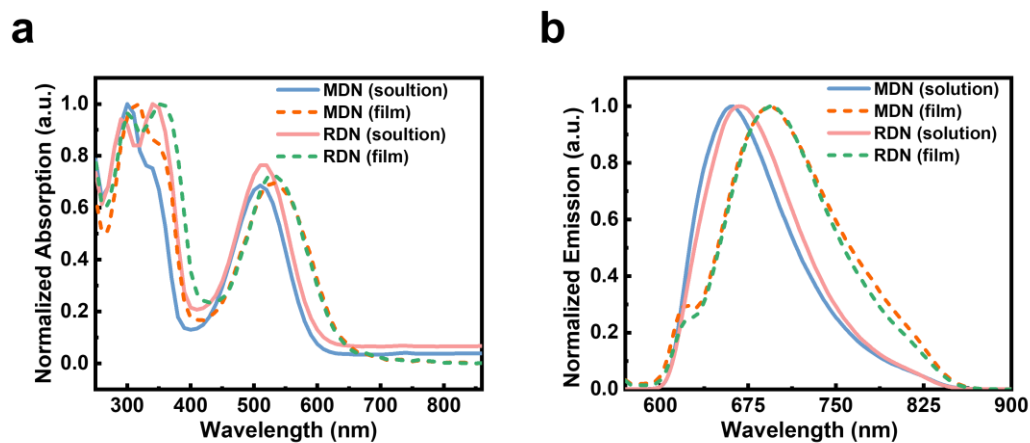 a
b
Normalized Absorption (a.u.)
1.0
0.8
0.6
0.4
0.2
0.0
MDN (soultion)
MDN (film)
RDN (soultion)
RDN (film)
300 400 500 600 700 800
Wavelength (nm)
Normalized Emission (a.u.)
1.0
0.8
0.6
0.4
0.2
0.0
MDN (solution)
MDN (film)
RDN (solution)
RDN (film)
600 675 750 825 900
Wavelength (nm)